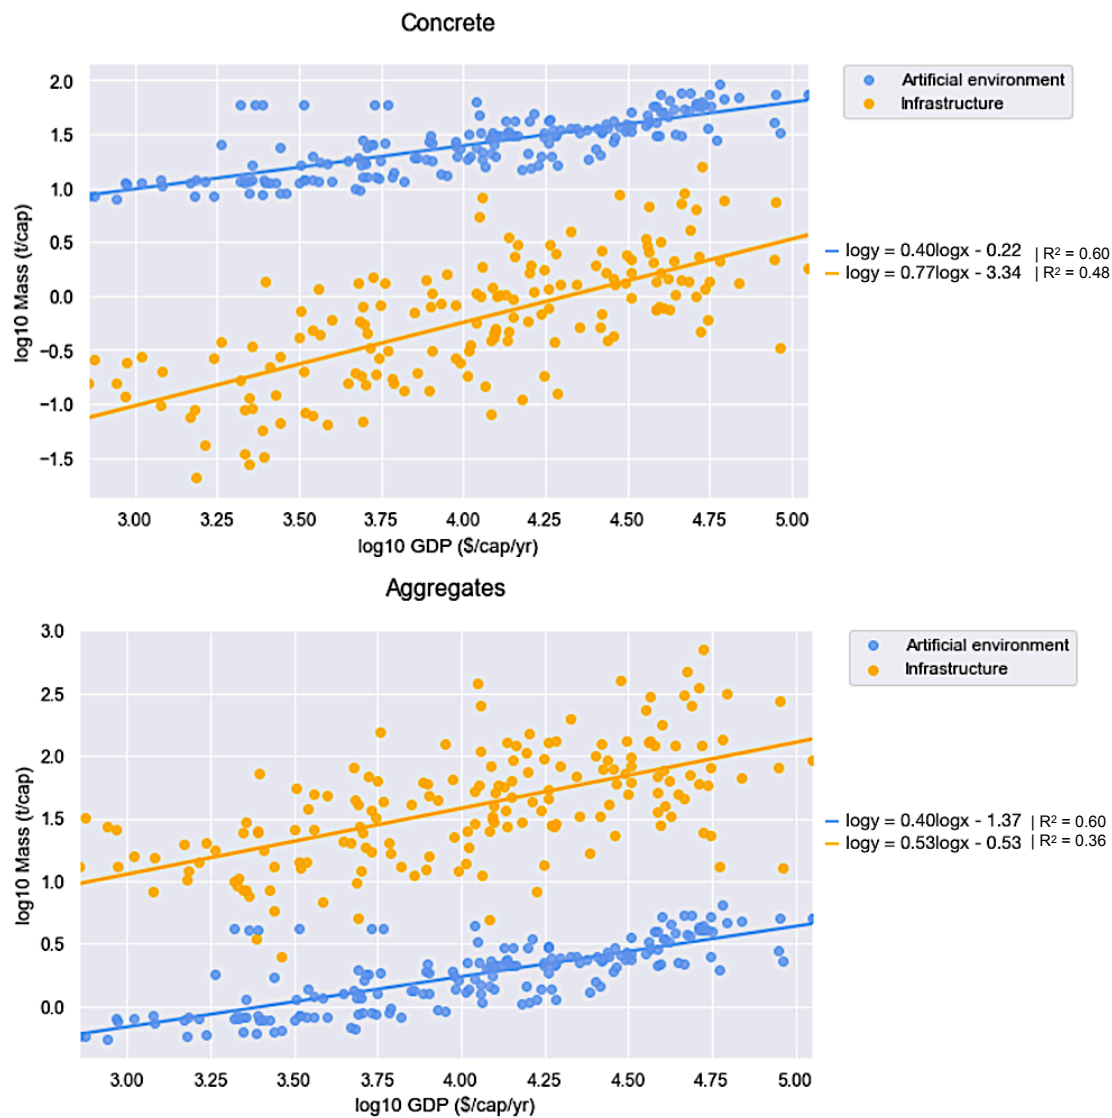 Concrete
2.0
1.5
1.0
0.5
0.0
−0.5
−1.0
−1.5
log10 Mass (t/cap)
3.00 3.25 3.50 3.75 4.00 4.25 4.50 4.75 5.00
log10 GDP ($/cap/yr)
Artificial environment
Infrastructure
logy = 0.40logx - 0.22 | R² = 0.60
logy = 0.77logx - 3.34 | R² = 0.48
Aggregates
3.0
2.5
2.0
1.5
1.0
0.5
0.0
log10 Mass (t/cap)
3.00 3.25 3.50 3.75 4.00 4.25 4.50 4.75 5.00
log10 GDP ($/cap/yr)
Artificial environment
Infrastructure
logy = 0.40logx - 1.37 | R² = 0.60
logy = 0.53logx - 0.53 | R² = 0.36